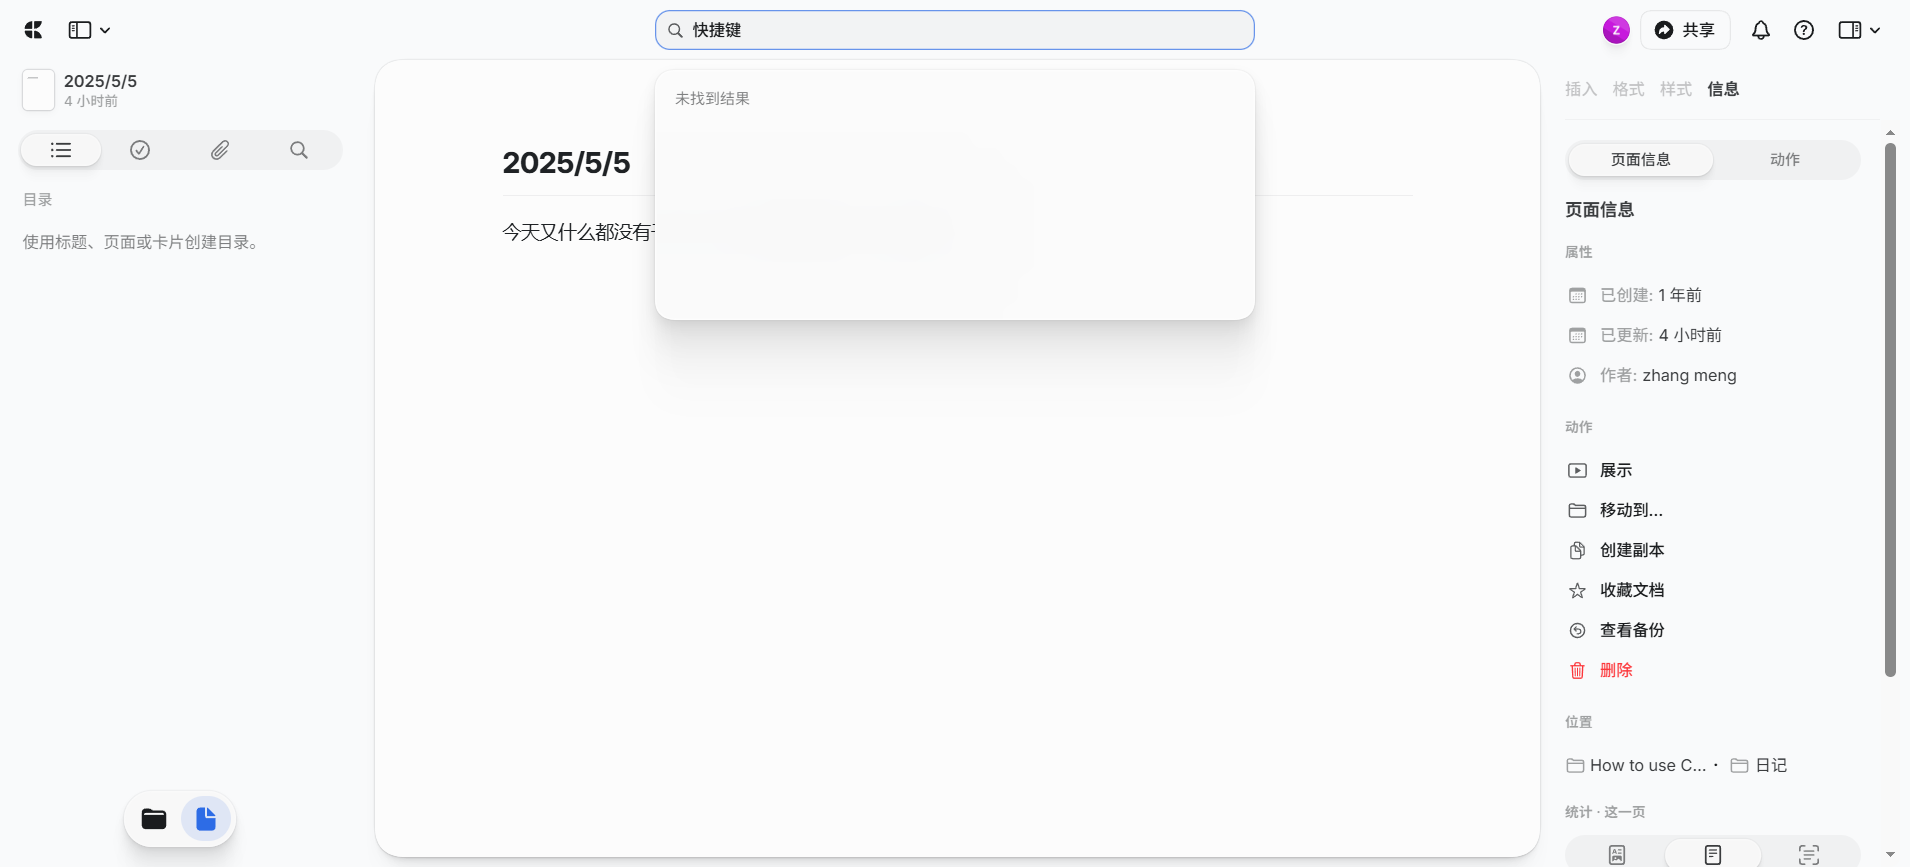 快捷键
Z
共享
2025/5/5
4 小时前
目录
使用标题、页面或卡片创建目录。
未找到结果
2025/5/5
今天又什么都没有
插入 格式 样式 信息
页面信息 动作
页面信息
属性
已创建: 1 年前
已更新: 4 小时前
作者: zhang meng
动作
展示
移动到...
创建副本
收藏文档
查看备份
删除
位置
How to use C... · 日记
统计 · 这一页